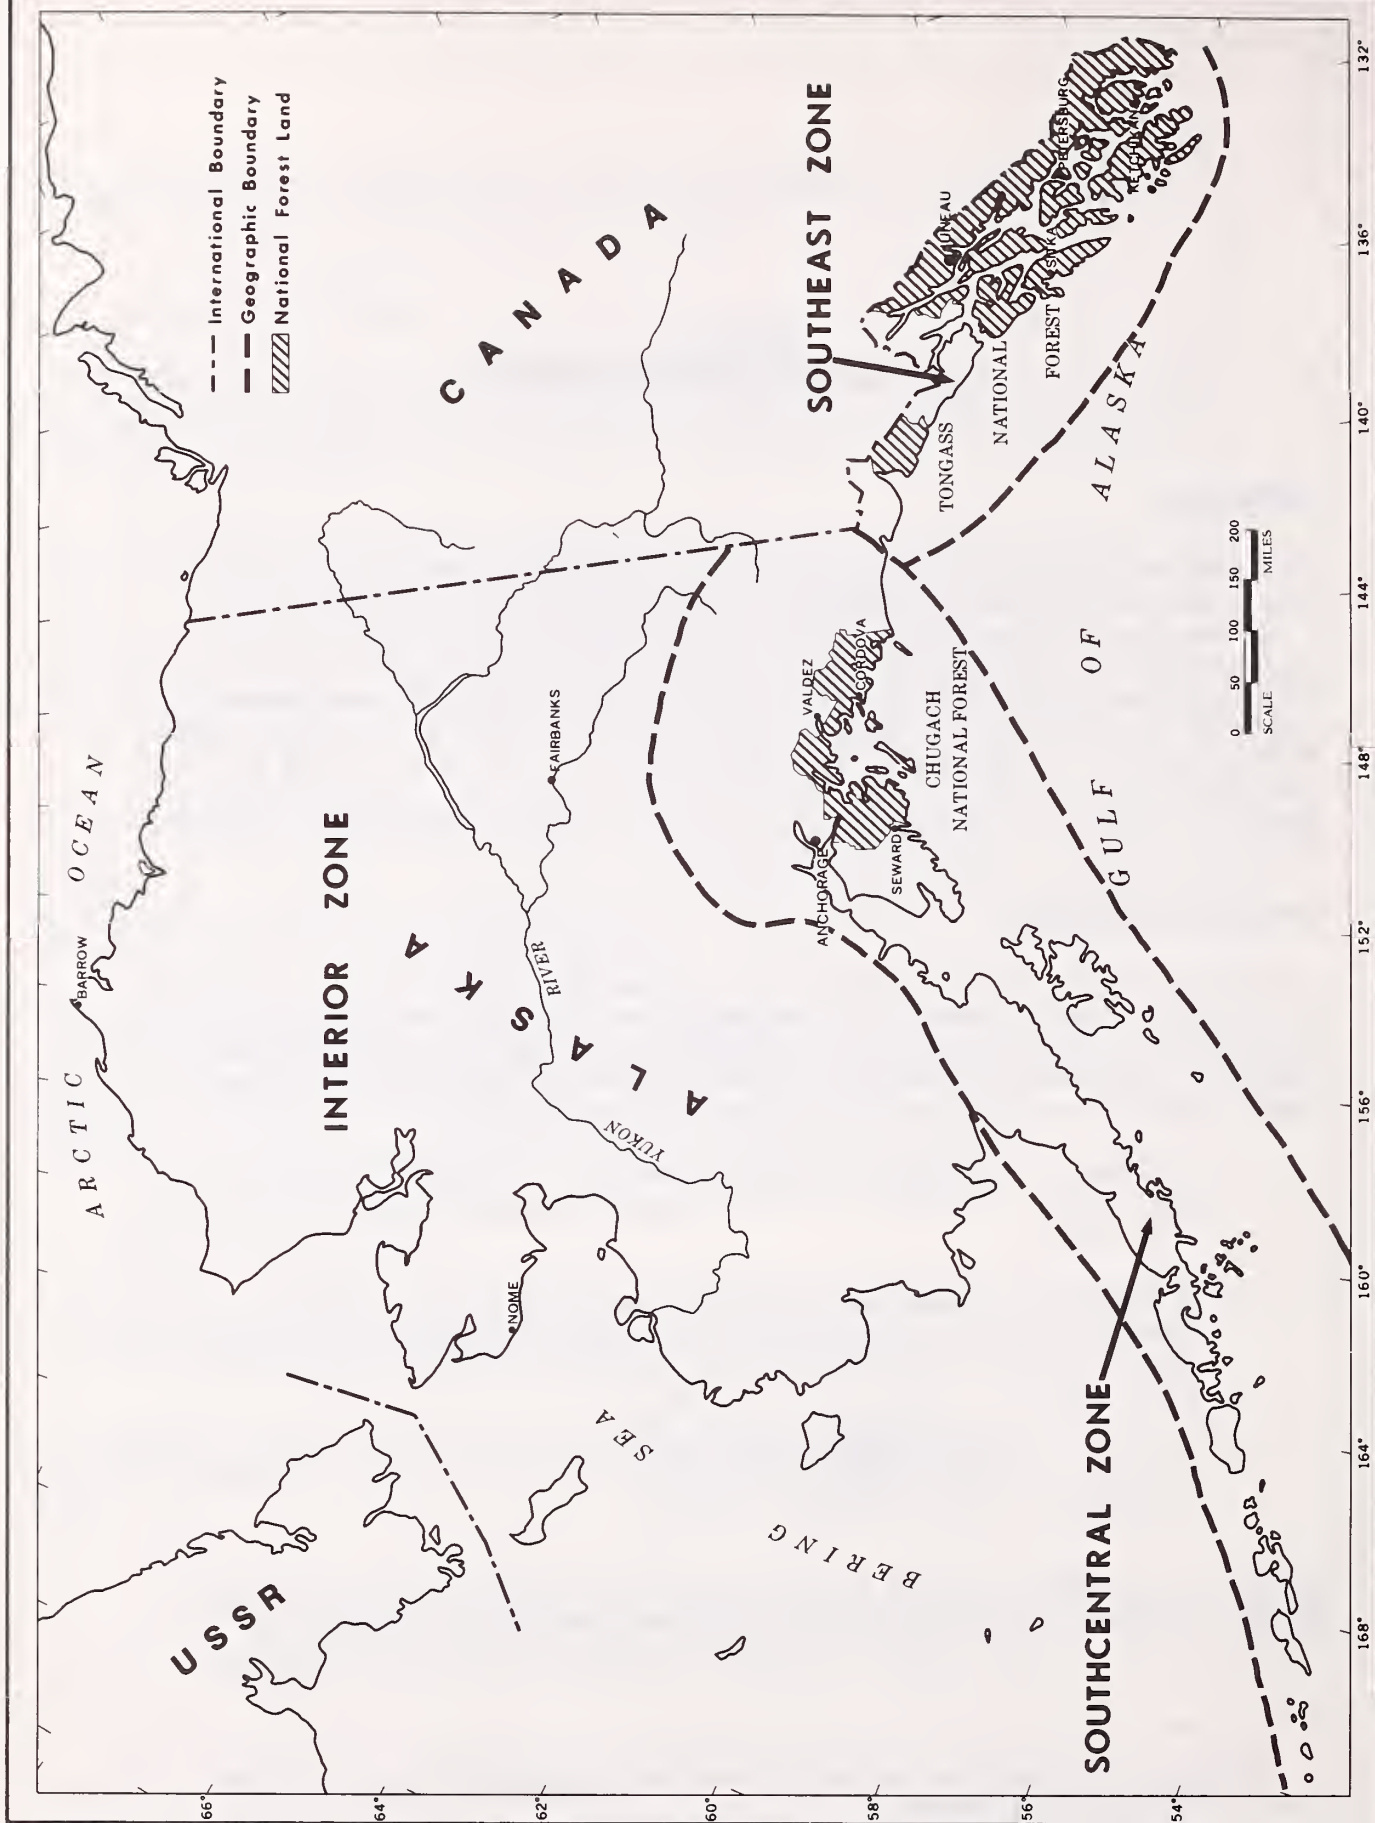 International Boundary
Geographic Boundary
National Forest Land
ARCTIC OCEAN
BARROW
USSR
INTERIOR ZONE
ALASKA
CANADA
YUKON RIVER
FAIRBANKS
NOME
BERING SEA
ANCHORAGE
SEWARD
VALDEZ
CORDOVA
CHUGACH
NATIONAL FOREST
SOUTHEAST ZONE
JUNEAU
SITKA
PETERSBURG
KETCHIKAN
TONGASS
NATIONAL
FOREST
SOUTHCENTRAL ZONE
GULF OF ALASKA
0 50 100 150 200
SCALE MILES
66°
64°
62°
60°
58°
56°
54°
168° 164° 160° 156° 152° 148° 144° 140° 136° 132°